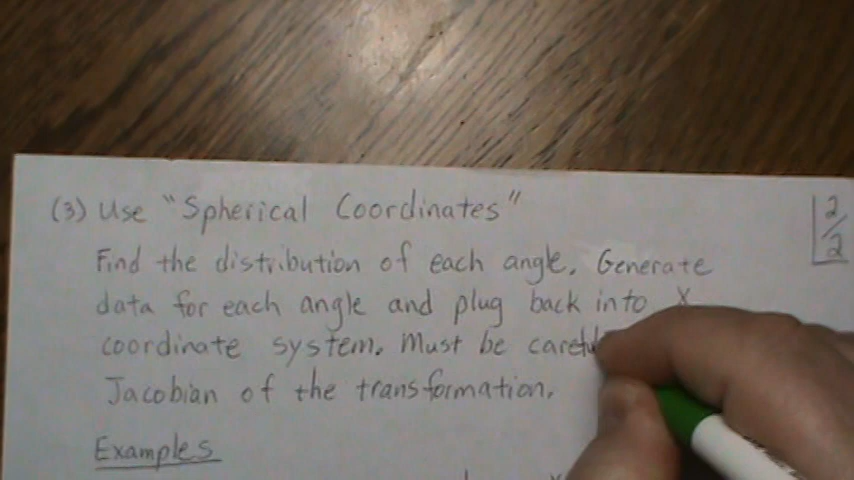 (3) Use "Spherical Coordinates"
2/2
Find the distribution of each angle. Generate
data for each angle and plug back into X
coordinate system. Must be
Jacobian of the transformation.
Examples